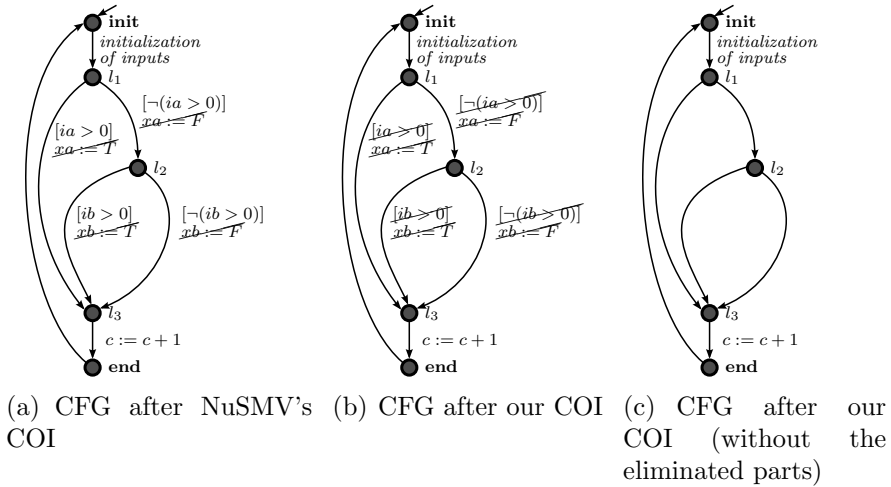 init
initialization
of inputs
l1
[¬(ia > 0)]
xa := F
[ia > 0]
xa := T
l2
[ib > 0]
xb := T
[¬(ib > 0)]
xb := F
l3
c := c + 1
end
(a) CFG after NuSMV's
COI
init
initialization
of inputs
l1
[¬(ia > 0)]
xa := F
[ia > 0]
xa := T
l2
[ib > 0]
xb := T
[¬(ib > 0)]
xb := F
l3
c := c + 1
end
(b) CFG after our COI
init
initialization
of inputs
l1
l2
l3
c := c + 1
end
(c) CFG after our
COI (without the
eliminated parts)